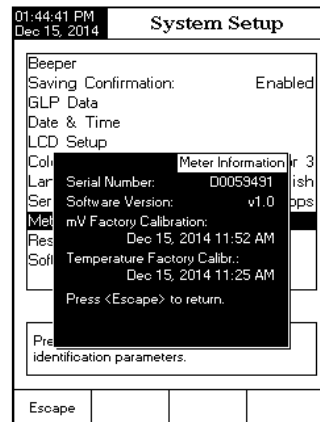 01:44:41 PM
Dec 15, 2014
System Setup
Beeper
Saving Confirmation: Enabled
GLP Data
Date & Time
LCD Setup
Meter Information
Serial Number: D0059491
Software Version: v1.0
mV Factory Calibration:
Dec 15, 2014 11:52 AM
Temperature Factory Calibr.:
Dec 15, 2014 11:25 AM
Press <Escape> to return.
identification parameters.
Escape